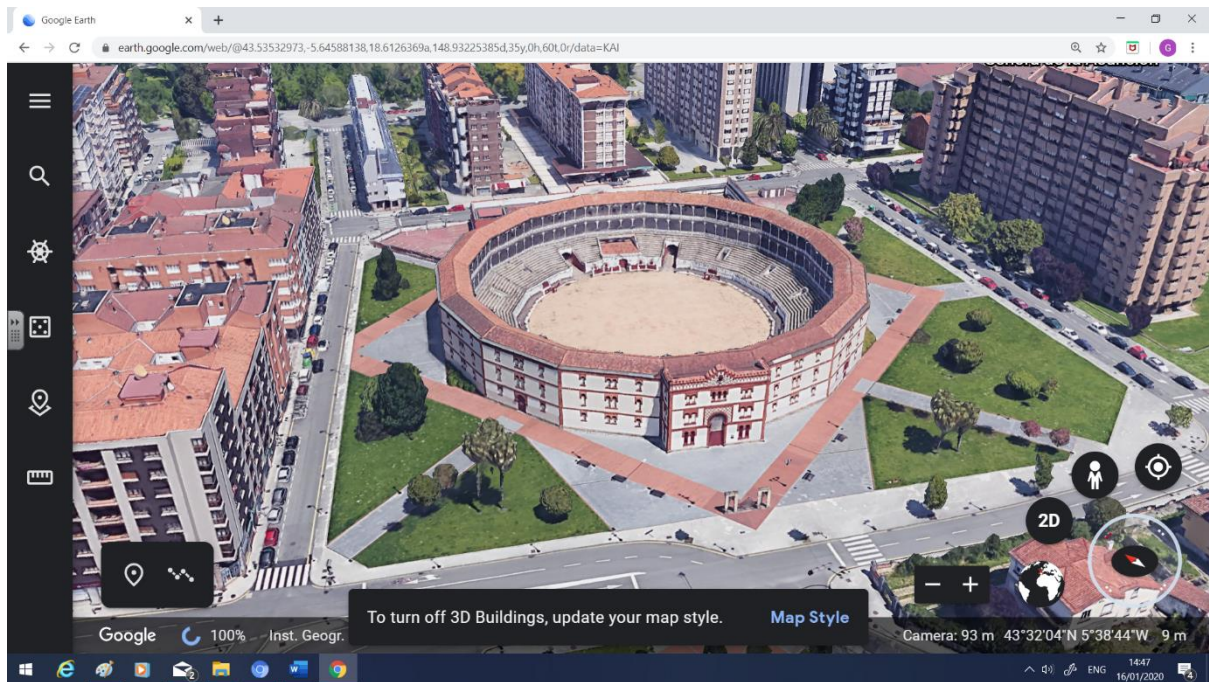 Google Earth
earth.google.com/web/@43.53532973,-5.64588138,18.6126369a,148.93225385d,35y,0h,60t,0r/data=KAI
G
2D
To turn off 3D Buildings, update your map style. Map Style
Google 100% Inst. Geogr. Camera: 93 m 43°32'04"N 5°38'44"W 9 m
ENG
14:47
16/01/2020
2
4